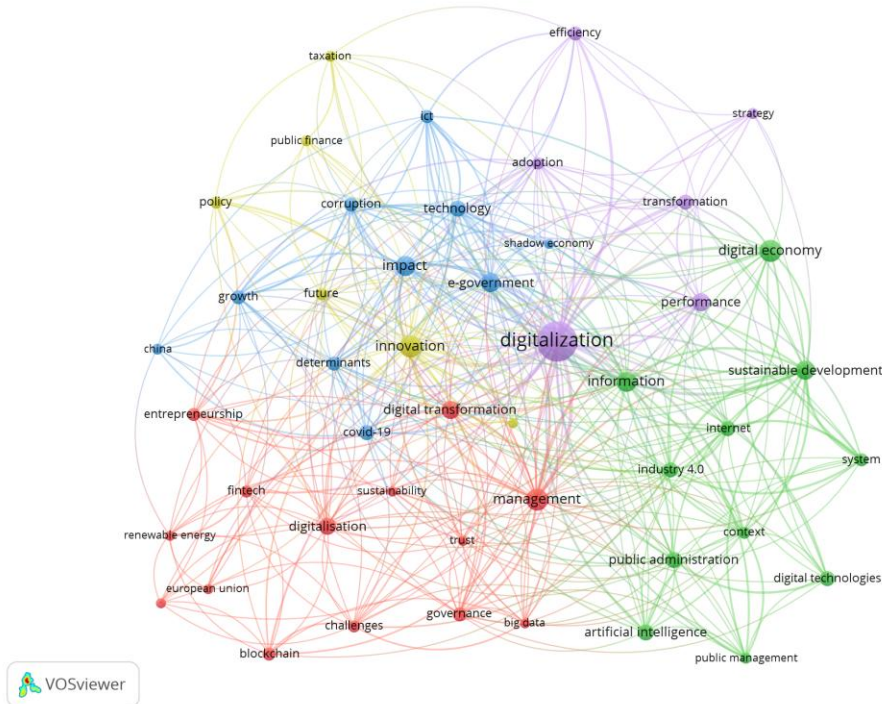 efficiency
taxation
ict
strategy
public finance
adoption
policy
corruption
technology
transformation
shadow economy
digital economy
impact
e-government
growth
future
performance
digitalization
china
innovation
determinants
sustainable development
information
entrepreneurship
digital transformation
covid-19
internet
system
industry 4.0
fintech
sustainability
management
digitalisation
renewable energy
trust
context
public administration
european union
digital technologies
challenges
governance
big data
artificial intelligence
blockchain
public management
VOSviewer